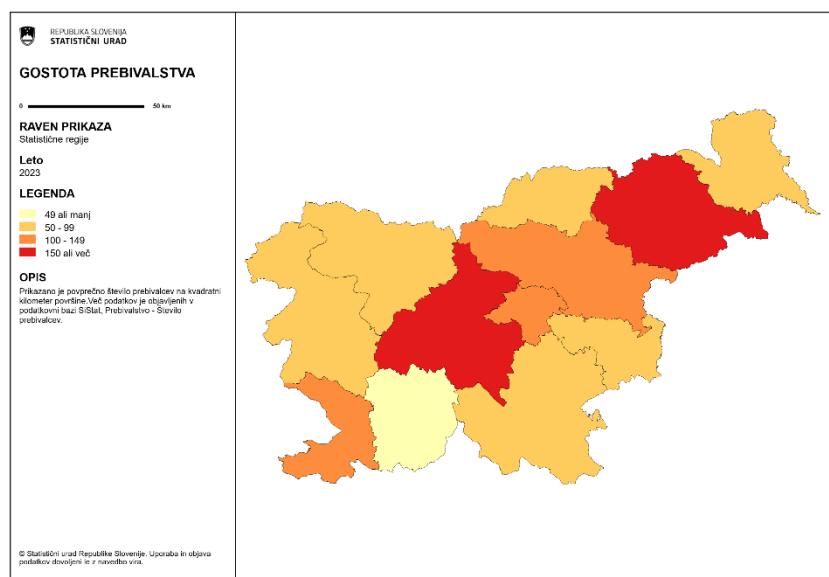 REPUBLIKA SLOVENIJA
STATISTIČNI URAD
GOSTOTA PREBIVALSTVA
0 50 km
RAVEN PRIKAZA
Statistične regije
Leto
2023
LEGENDA
49 ali manj
50 - 99
100 - 149
150 ali več
OPIS
Prikazano je povprečno število prebivalcev na kvadratni
kilometer površine.Več podatkov je objavljenih v
podatkovni bazi SiStat, Prebivalstvo - Število
prebivalcev.
© Statistični urad Republike Slovenije. Uporaba in objava
podatkov dovoljeni le z navedbo vira.